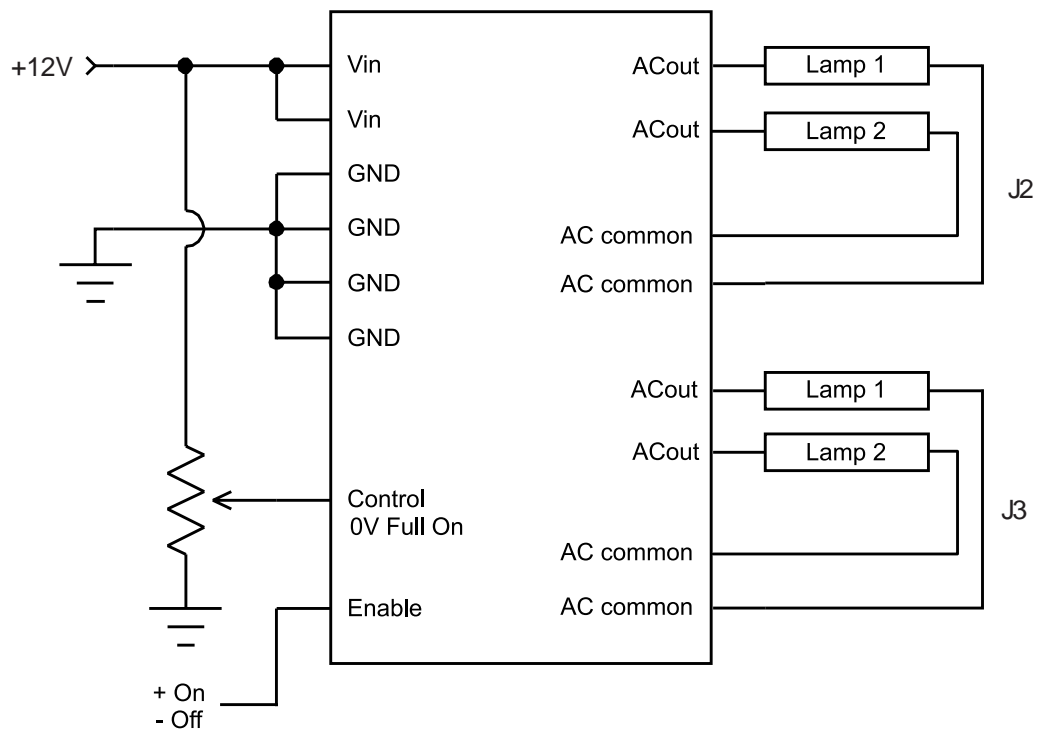 +12V
Vin
Vin
GND
GND
GND
GND
Control
0V Full On
Enable
+ On
- Off
ACout
Lamp 1
ACout
Lamp 2
AC common
AC common
J2
ACout
Lamp 1
ACout
Lamp 2
AC common
AC common
J3